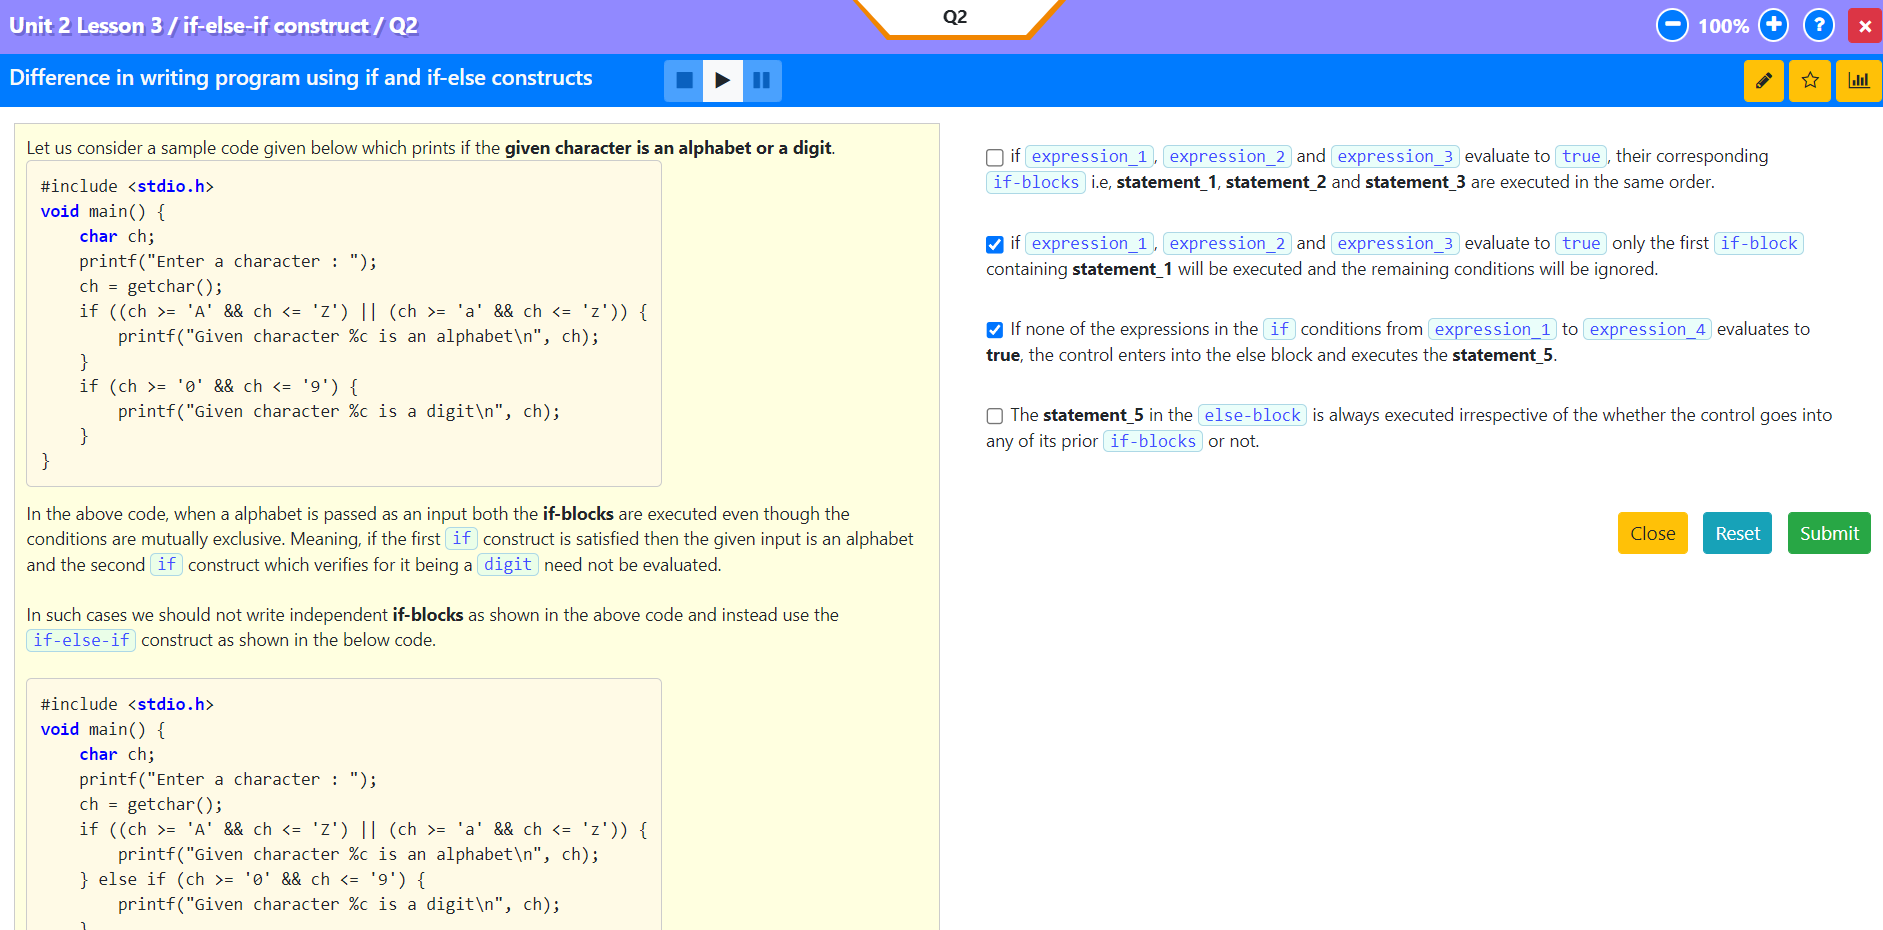 Unit 2 Lesson 3 / if-else-if construct / Q2
Q2
100%
?
Difference in writing program using if and if-else constructs
Let us consider a sample code given below which prints if the given character is an alphabet or a digit.
#include <stdio.h>
void main() {
    char ch;
    printf("Enter a character : ");
    ch = getchar();
    if ((ch >= 'A' && ch <= 'Z') || (ch >= 'a' && ch <= 'z')) {
        printf("Given character %c is an alphabet\n", ch);
    }
    if (ch >= '0' && ch <= '9') {
        printf("Given character %c is a digit\n", ch);
    }
}
In the above code, when a alphabet is passed as an input both the if-blocks are executed even though the
conditions are mutually exclusive. Meaning, if the first if construct is satisfied then the given input is an alphabet
and the second if construct which verifies for it being a digit need not be evaluated.
In such cases we should not write independent if-blocks as shown in the above code and instead use the
if-else-if construct as shown in the below code.
#include <stdio.h>
void main() {
    char ch;
    printf("Enter a character : ");
    ch = getchar();
    if ((ch >= 'A' && ch <= 'Z') || (ch >= 'a' && ch <= 'z')) {
        printf("Given character %c is an alphabet\n", ch);
    } else if (ch >= '0' && ch <= '9') {
        printf("Given character %c is a digit\n", ch);
    }
if expression_1, expression_2 and expression_3 evaluate to true, their corresponding
if-blocks i.e, statement_1, statement_2 and statement_3 are executed in the same order.
if expression_1, expression_2 and expression_3 evaluate to true only the first if-block
containing statement_1 will be executed and the remaining conditions will be ignored.
If none of the expressions in the if conditions from expression_1 to expression_4 evaluates to
true, the control enters into the else block and executes the statement_5.
The statement_5 in the else-block is always executed irrespective of the whether the control goes into
any of its prior if-blocks or not.
Close
Reset
Submit